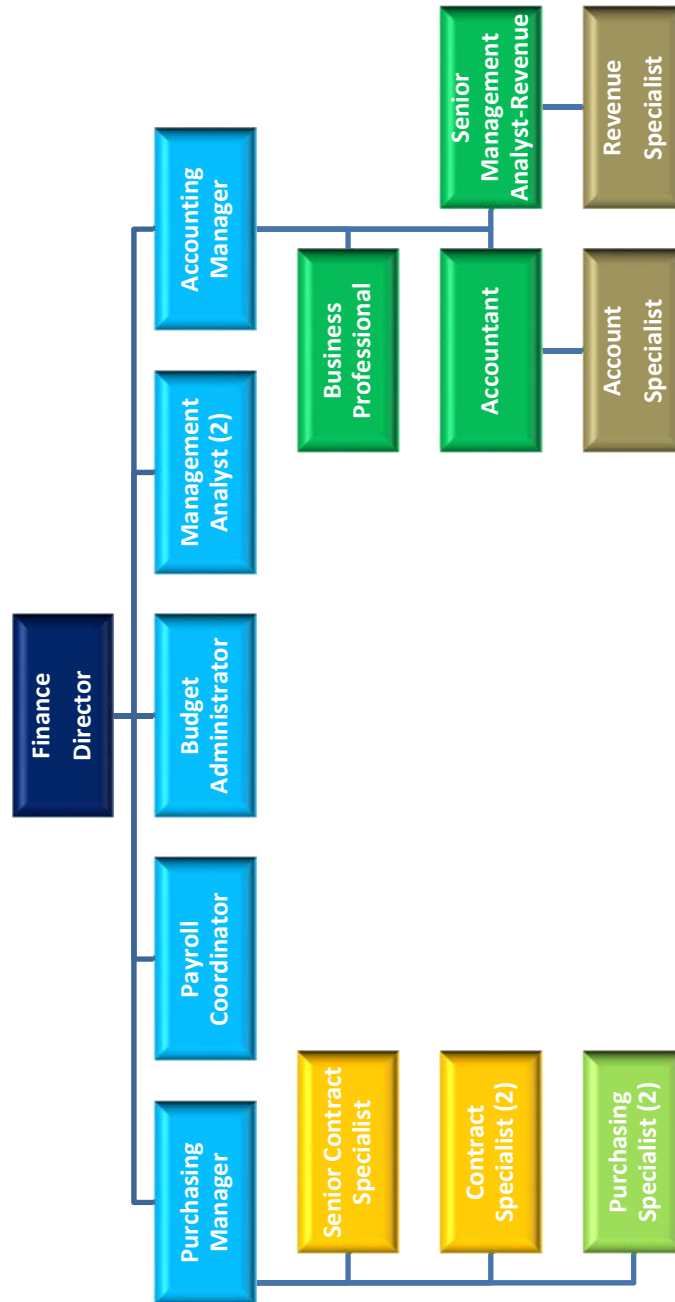 Finance
Director
Purchasing
Manager
Payroll
Coordinator
Budget
Administrator
Management
Analyst (2)
Accounting
Manager
Senior Contract
Specialist
Contract
Specialist (2)
Purchasing
Specialist (2)
Business
Professional
Accountant
Senior
Management
Analyst-Revenue
Account
Specialist
Revenue
Specialist